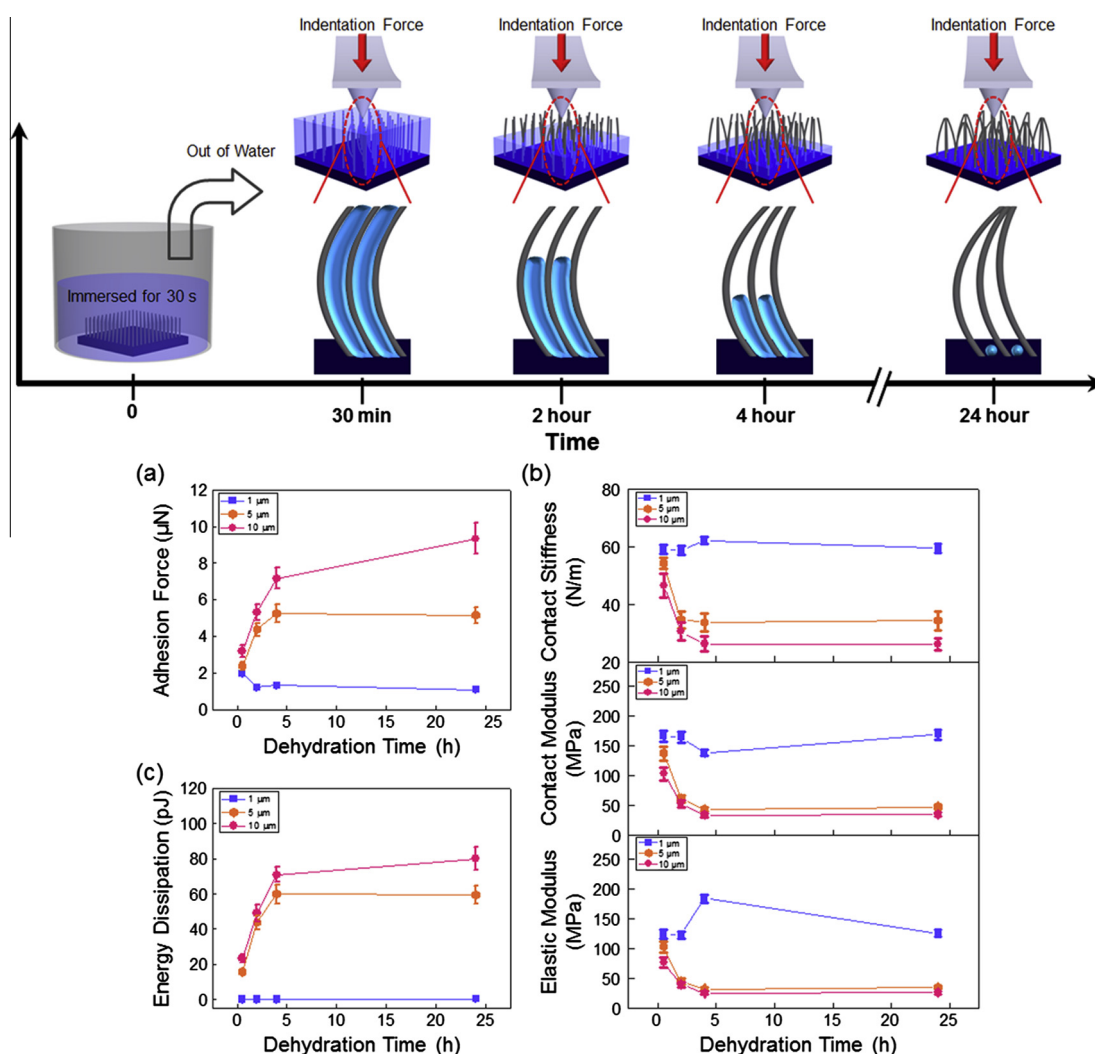 Indentation Force
Indentation Force
Indentation Force
Indentation Force
Out of Water
Immersed for 30 s
0
30 min
2 hour
4 hour
24 hour
Time
(a)
12
10
8
6
4
2
0
Adhesion Force (µN)
1 µm
5 µm
10 µm
0 5 10 15 20 25
Dehydration Time (h)
(b)
80
60
40
20
Contact Stiffness
(N/m)
1 µm
5 µm
10 µm
250
200
150
100
50
0
Contact Modulus
(MPa)
1 µm
5 µm
10 µm
250
200
150
100
50
0
Elastic Modulus
(MPa)
1 µm
5 µm
10 µm
0 5 10 15 20 25
Dehydration Time (h)
(c)
120
100
80
60
40
20
0
Energy Dissipation (pJ)
1 µm
5 µm
10 µm
0 5 10 15 20 25
Dehydration Time (h)